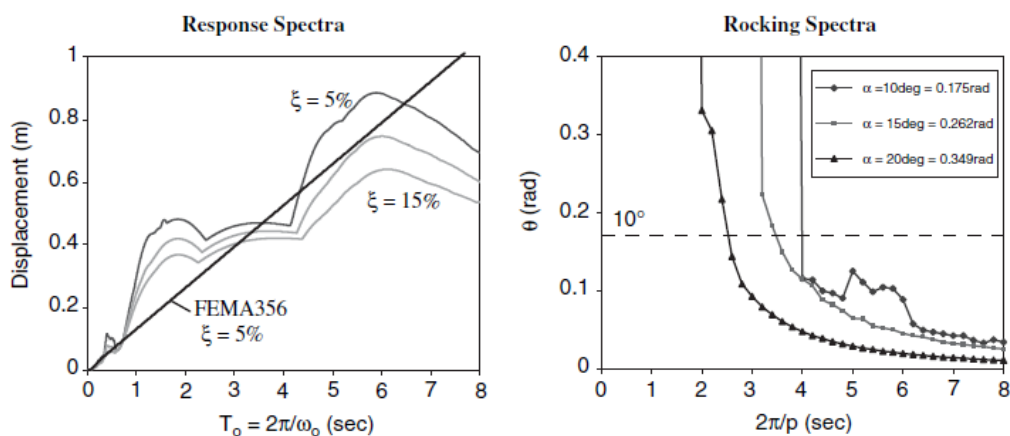 Response Spectra
1
0.8
0.6
0.4
0.2
0
0 1 2 3 4 5 6 7 8
Displacement (m)
ξ = 5%
ξ = 15%
FEMA356
ξ = 5%
T₀ = 2π/ω₀ (sec)
Rocking Spectra
0.4
0.3
0.2
0.1
0
0 1 2 3 4 5 6 7 8
θ (rad)
10°
α =10deg = 0.175rad
α = 15deg = 0.262rad
α = 20deg = 0.349rad
2π/p (sec)